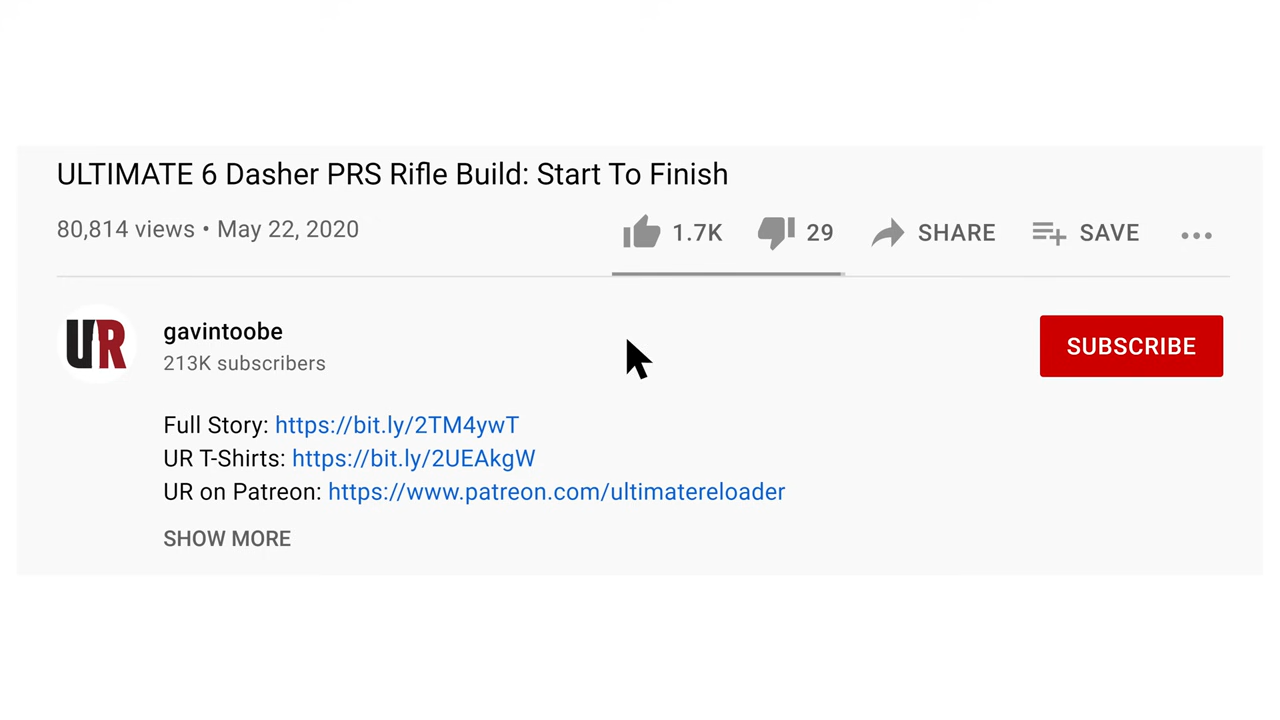 ULTIMATE 6 Dasher PRS Rifle Build: Start To Finish
80,814 views • May 22, 2020
1.7K 29 SHARE SAVE
UR
gavintoobe
213K subscribers
SUBSCRIBE
Full Story: https://bit.ly/2TM4ywT
UR T-Shirts: https://bit.ly/2UEAkgW
UR on Patreon: https://www.patreon.com/ultimatereloader
SHOW MORE